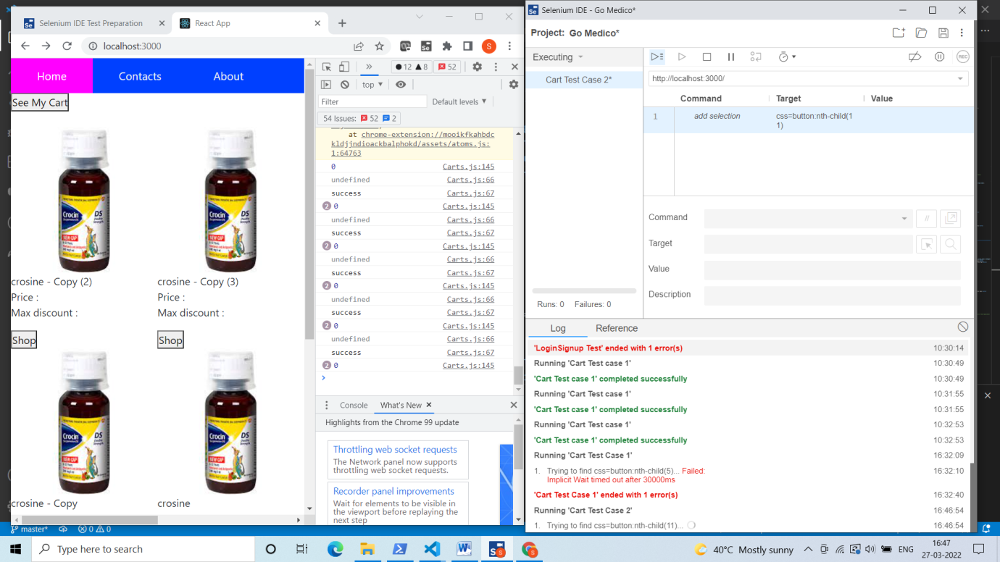 Selenium IDE Test Preparation
React App
localhost:3000
S
Home
Contacts
About
See My Cart
crosine - Copy (2)
Price :
Max discount :
Shop
crosine - Copy (3)
Price :
Max discount :
Shop
crosine - Copy
crosine
12
8
52
top
Filter
Default levels
54 Issues:
52
2
at chrome-extension://mooikfkahbdc
kldjjndioackbalphokd/assets/atoms.js:
1:64763
0 Carts.js:145
undefined Carts.js:66
success Carts.js:67
2 0 Carts.js:145
undefined Carts.js:66
success Carts.js:67
2 0 Carts.js:145
undefined Carts.js:66
success Carts.js:67
2 0 Carts.js:145
undefined Carts.js:66
success Carts.js:67
2 0 Carts.js:145
undefined Carts.js:66
success Carts.js:67
2 0 Carts.js:145
Console
What's New
Highlights from the Chrome 99 update
Throttling web socket requests
The Network panel now supports
throttling web socket requests.
Recorder panel improvements
Wait for elements to be visible in
the viewport before replaying the
next step
Selenium IDE - Go Medico*
Project: Go Medico*
Executing
REC
Cart Test Case 2*
http://localhost:3000/
Command Target Value
1 add selection css=button:nth-child(1
1)
Command
//
Target
Value
Description
Runs: 0 Failures: 0
Log
Reference
'LoginSignup Test' ended with 1 error(s) 10:30:14
Running 'Cart Test case 1' 10:30:49
'Cart Test case 1' completed successfully 10:30:49
Running 'Cart Test case 1' 10:31:55
'Cart Test case 1' completed successfully 10:31:55
Running 'Cart Test case 1' 10:32:53
'Cart Test case 1' completed successfully 10:32:53
Running 'Cart Test Case 1' 16:32:09
1. Trying to find css=button:nth-child(5)... Failed: 16:32:10
Implicit Wait timed out after 30000ms
'Cart Test Case 1' ended with 1 error(s) 16:32:40
Running 'Cart Test Case 2' 16:46:54
1. Trying to find css=button:nth-child(11)... 16:46:54
master*
0
0
Type here to search
40°C Mostly sunny
ENG
16:47
27-03-2022